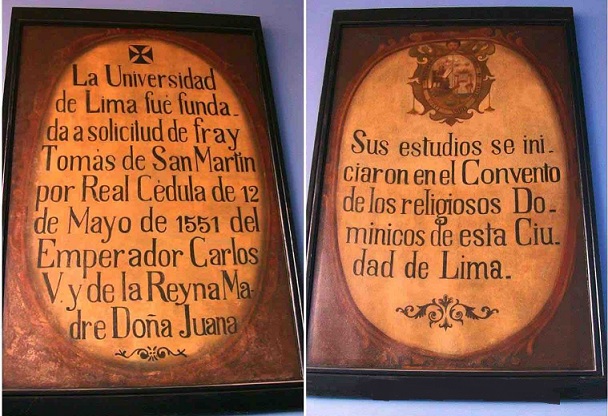 La Universidad
de Lima fué funda-
da a solicitud de fray
Tomás de San Martín
por Real Cédula de 12
de Mayo de 1551 del
Emperador Carlos
V. y de la Reyna Ma-
dre Doña Juana
Sus estudios se ini-
ciaron en el Convento
de los religiosos Do-
minicos de esta Ciu-
dad de Lima.